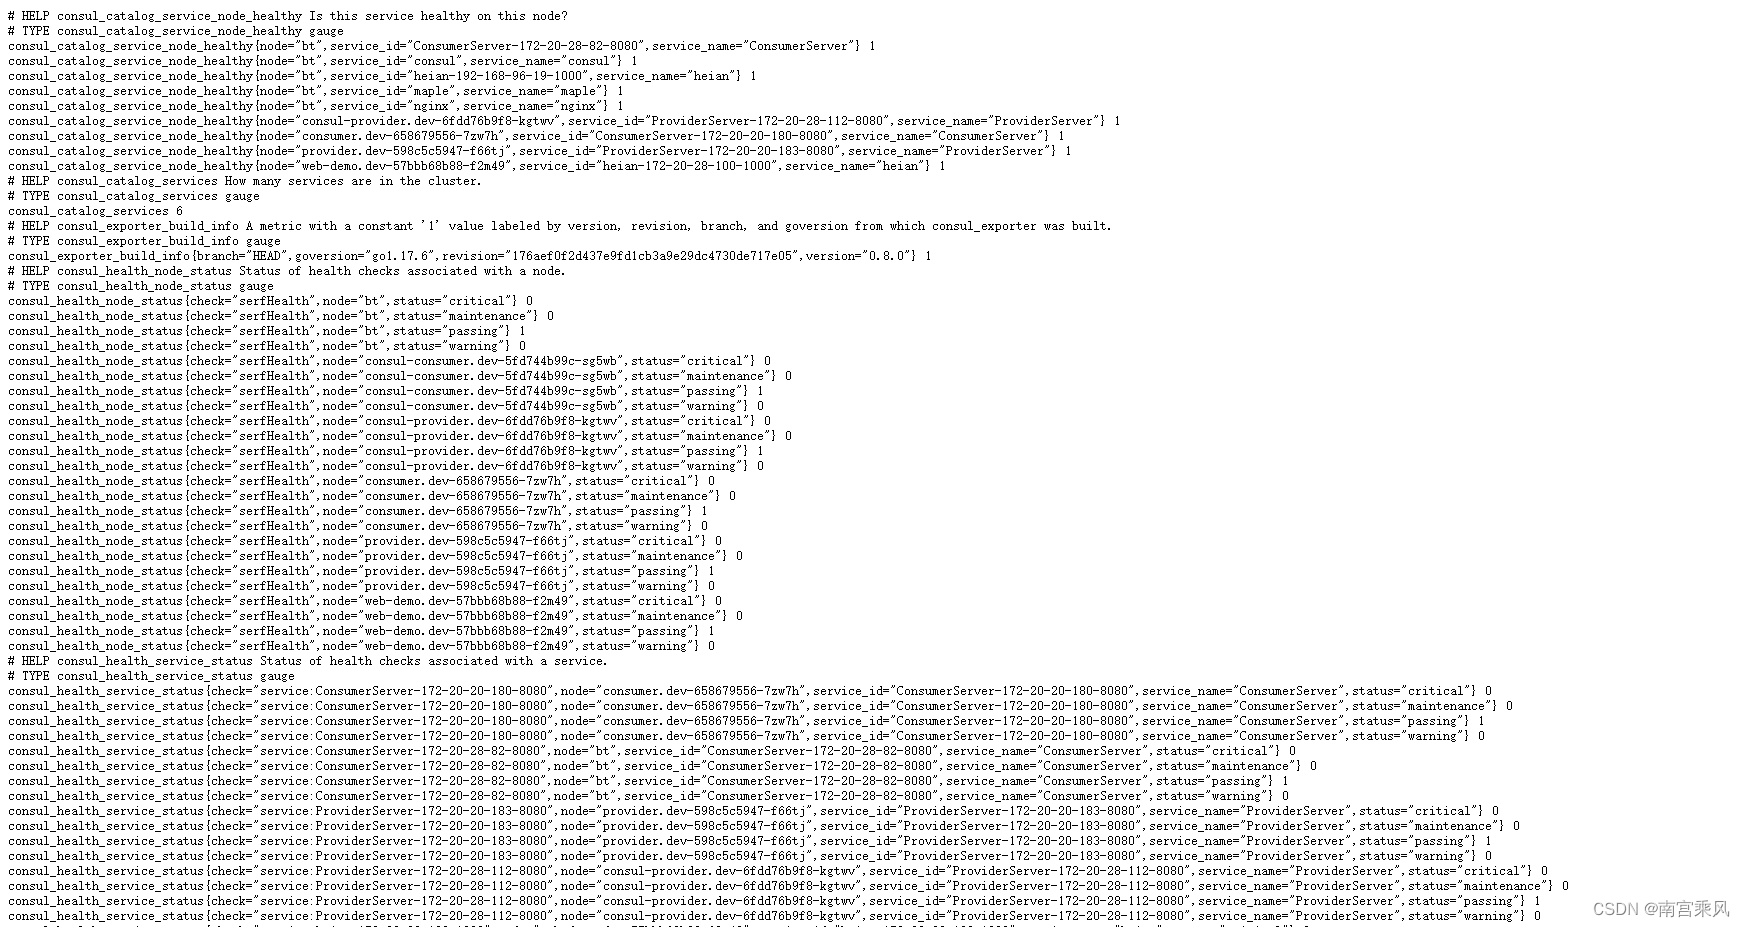 # HELP consul_catalog_service_node_healthy Is this service healthy on this node?
# TYPE consul_catalog_service_node_healthy gauge
consul_catalog_service_node_healthy{node="bt",service_id="ConsumerServer-172-20-28-82-8080",service_name="ConsumerServer"} 1
consul_catalog_service_node_healthy{node="bt",service_id="consul",service_name="consul"} 1
consul_catalog_service_node_healthy{node="bt",service_id="heian-192-168-96-19-1000",service_name="heian"} 1
consul_catalog_service_node_healthy{node="bt",service_id="maple",service_name="maple"} 1
consul_catalog_service_node_healthy{node="bt",service_id="nginx",service_name="nginx"} 1
consul_catalog_service_node_healthy{node="consul-provider.dev-6fdd76b9f8-kgtwv",service_id="ProviderServer-172-20-28-112-8080",service_name="ProviderServer"} 1
consul_catalog_service_node_healthy{node="consumer.dev-658679556-7zw7h",service_id="ConsumerServer-172-20-20-180-8080",service_name="ConsumerServer"} 1
consul_catalog_service_node_healthy{node="provider.dev-598c5c5947-f66tj",service_id="ProviderServer-172-20-20-183-8080",service_name="ProviderServer"} 1
consul_catalog_service_node_healthy{node="web-demo.dev-57bbb68b88-f2m49",service_id="heian-172-20-28-100-1000",service_name="heian"} 1
# HELP consul_catalog_services How many services are in the cluster.
# TYPE consul_catalog_services gauge
consul_catalog_services 6
# HELP consul_exporter_build_info A metric with a constant '1' value labeled by version, revision, branch, and goversion from which consul_exporter was built.
# TYPE consul_exporter_build_info gauge
consul_exporter_build_info{branch="HEAD",goversion="go1.17.6",revision="176aef0f2d437e9fd1cb3a9e29dc4730de717e05",version="0.8.0"} 1
# HELP consul_health_node_status Status of health checks associated with a node.
# TYPE consul_health_node_status gauge
consul_health_node_status{check="serfHealth",node="bt",status="critical"} 0
consul_health_node_status{check="serfHealth",node="bt",status="maintenance"} 0
consul_health_node_status{check="serfHealth",node="bt",status="passing"} 1
consul_health_node_status{check="serfHealth",node="bt",status="warning"} 0
consul_health_node_status{check="serfHealth",node="consul-consumer.dev-5fd744b99c-sg5wb",status="critical"} 0
consul_health_node_status{check="serfHealth",node="consul-consumer.dev-5fd744b99c-sg5wb",status="maintenance"} 0
consul_health_node_status{check="serfHealth",node="consul-consumer.dev-5fd744b99c-sg5wb",status="passing"} 1
consul_health_node_status{check="serfHealth",node="consul-consumer.dev-5fd744b99c-sg5wb",status="warning"} 0
consul_health_node_status{check="serfHealth",node="consul-provider.dev-6fdd76b9f8-kgtwv",status="critical"} 0
consul_health_node_status{check="serfHealth",node="consul-provider.dev-6fdd76b9f8-kgtwv",status="maintenance"} 0
consul_health_node_status{check="serfHealth",node="consul-provider.dev-6fdd76b9f8-kgtwv",status="passing"} 1
consul_health_node_status{check="serfHealth",node="consul-provider.dev-6fdd76b9f8-kgtwv",status="warning"} 0
consul_health_node_status{check="serfHealth",node="consumer.dev-658679556-7zw7h",status="critical"} 0
consul_health_node_status{check="serfHealth",node="consumer.dev-658679556-7zw7h",status="maintenance"} 0
consul_health_node_status{check="serfHealth",node="consumer.dev-658679556-7zw7h",status="passing"} 1
consul_health_node_status{check="serfHealth",node="consumer.dev-658679556-7zw7h",status="warning"} 0
consul_health_node_status{check="serfHealth",node="provider.dev-598c5c5947-f66tj",status="critical"} 0
consul_health_node_status{check="serfHealth",node="provider.dev-598c5c5947-f66tj",status="maintenance"} 0
consul_health_node_status{check="serfHealth",node="provider.dev-598c5c5947-f66tj",status="passing"} 1
consul_health_node_status{check="serfHealth",node="provider.dev-598c5c5947-f66tj",status="warning"} 0
consul_health_node_status{check="serfHealth",node="web-demo.dev-57bbb68b88-f2m49",status="critical"} 0
consul_health_node_status{check="serfHealth",node="web-demo.dev-57bbb68b88-f2m49",status="maintenance"} 0
consul_health_node_status{check="serfHealth",node="web-demo.dev-57bbb68b88-f2m49",status="passing"} 1
consul_health_node_status{check="serfHealth",node="web-demo.dev-57bbb68b88-f2m49",status="warning"} 0
# HELP consul_health_service_status Status of health checks associated with a service.
# TYPE consul_health_service_status gauge
consul_health_service_status{check="service:ConsumerServer-172-20-20-180-8080",node="consumer.dev-658679556-7zw7h",service_id="ConsumerServer-172-20-20-180-8080",service_name="ConsumerServer",status="critical"} 0
consul_health_service_status{check="service:ConsumerServer-172-20-20-180-8080",node="consumer.dev-658679556-7zw7h",service_id="ConsumerServer-172-20-20-180-8080",service_name="ConsumerServer",status="maintenance"} 0
consul_health_service_status{check="service:ConsumerServer-172-20-20-180-8080",node="consumer.dev-658679556-7zw7h",service_id="ConsumerServer-172-20-20-180-8080",service_name="ConsumerServer",status="passing"} 1
consul_health_service_status{check="service:ConsumerServer-172-20-20-180-8080",node="consumer.dev-658679556-7zw7h",service_id="ConsumerServer-172-20-20-180-8080",service_name="ConsumerServer",status="warning"} 0
consul_health_service_status{check="service:ConsumerServer-172-20-28-82-8080",node="bt",service_id="ConsumerServer-172-20-28-82-8080",service_name="ConsumerServer",status="critical"} 0
consul_health_service_status{check="service:ConsumerServer-172-20-28-82-8080",node="bt",service_id="ConsumerServer-172-20-28-82-8080",service_name="ConsumerServer",status="maintenance"} 0
consul_health_service_status{check="service:ConsumerServer-172-20-28-82-8080",node="bt",service_id="ConsumerServer-172-20-28-82-8080",service_name="ConsumerServer",status="passing"} 1
consul_health_service_status{check="service:ConsumerServer-172-20-28-82-8080",node="bt",service_id="ConsumerServer-172-20-28-82-8080",service_name="ConsumerServer",status="warning"} 0
consul_health_service_status{check="service:ProviderServer-172-20-20-183-8080",node="provider.dev-598c5c5947-f66tj",service_id="ProviderServer-172-20-20-183-8080",service_name="ProviderServer",status="critical"} 0
consul_health_service_status{check="service:ProviderServer-172-20-20-183-8080",node="provider.dev-598c5c5947-f66tj",service_id="ProviderServer-172-20-20-183-8080",service_name="ProviderServer",status="maintenance"} 0
consul_health_service_status{check="service:ProviderServer-172-20-20-183-8080",node="provider.dev-598c5c5947-f66tj",service_id="ProviderServer-172-20-20-183-8080",service_name="ProviderServer",status="passing"} 1
consul_health_service_status{check="service:ProviderServer-172-20-20-183-8080",node="provider.dev-598c5c5947-f66tj",service_id="ProviderServer-172-20-20-183-8080",service_name="ProviderServer",status="warning"} 0
consul_health_service_status{check="service:ProviderServer-172-20-28-112-8080",node="consul-provider.dev-6fdd76b9f8-kgtwv",service_id="ProviderServer-172-20-28-112-8080",service_name="ProviderServer",status="critical"} 0
consul_health_service_status{check="service:ProviderServer-172-20-28-112-8080",node="consul-provider.dev-6fdd76b9f8-kgtwv",service_id="ProviderServer-172-20-28-112-8080",service_name="ProviderServer",status="maintenance"} 0
consul_health_service_status{check="service:ProviderServer-172-20-28-112-8080",node="consul-provider.dev-6fdd76b9f8-kgtwv",service_id="ProviderServer-172-20-28-112-8080",service_name="ProviderServer",status="passing"} 1
consul_health_service_status{check="service:ProviderServer-172-20-28-112-8080",node="consul-provider.dev-6fdd76b9f8-kgtwv",service_id="ProviderServer-172-20-28-112-8080",service_name="ProviderServer",status="warning"} 0
CSDN @南宫乘风